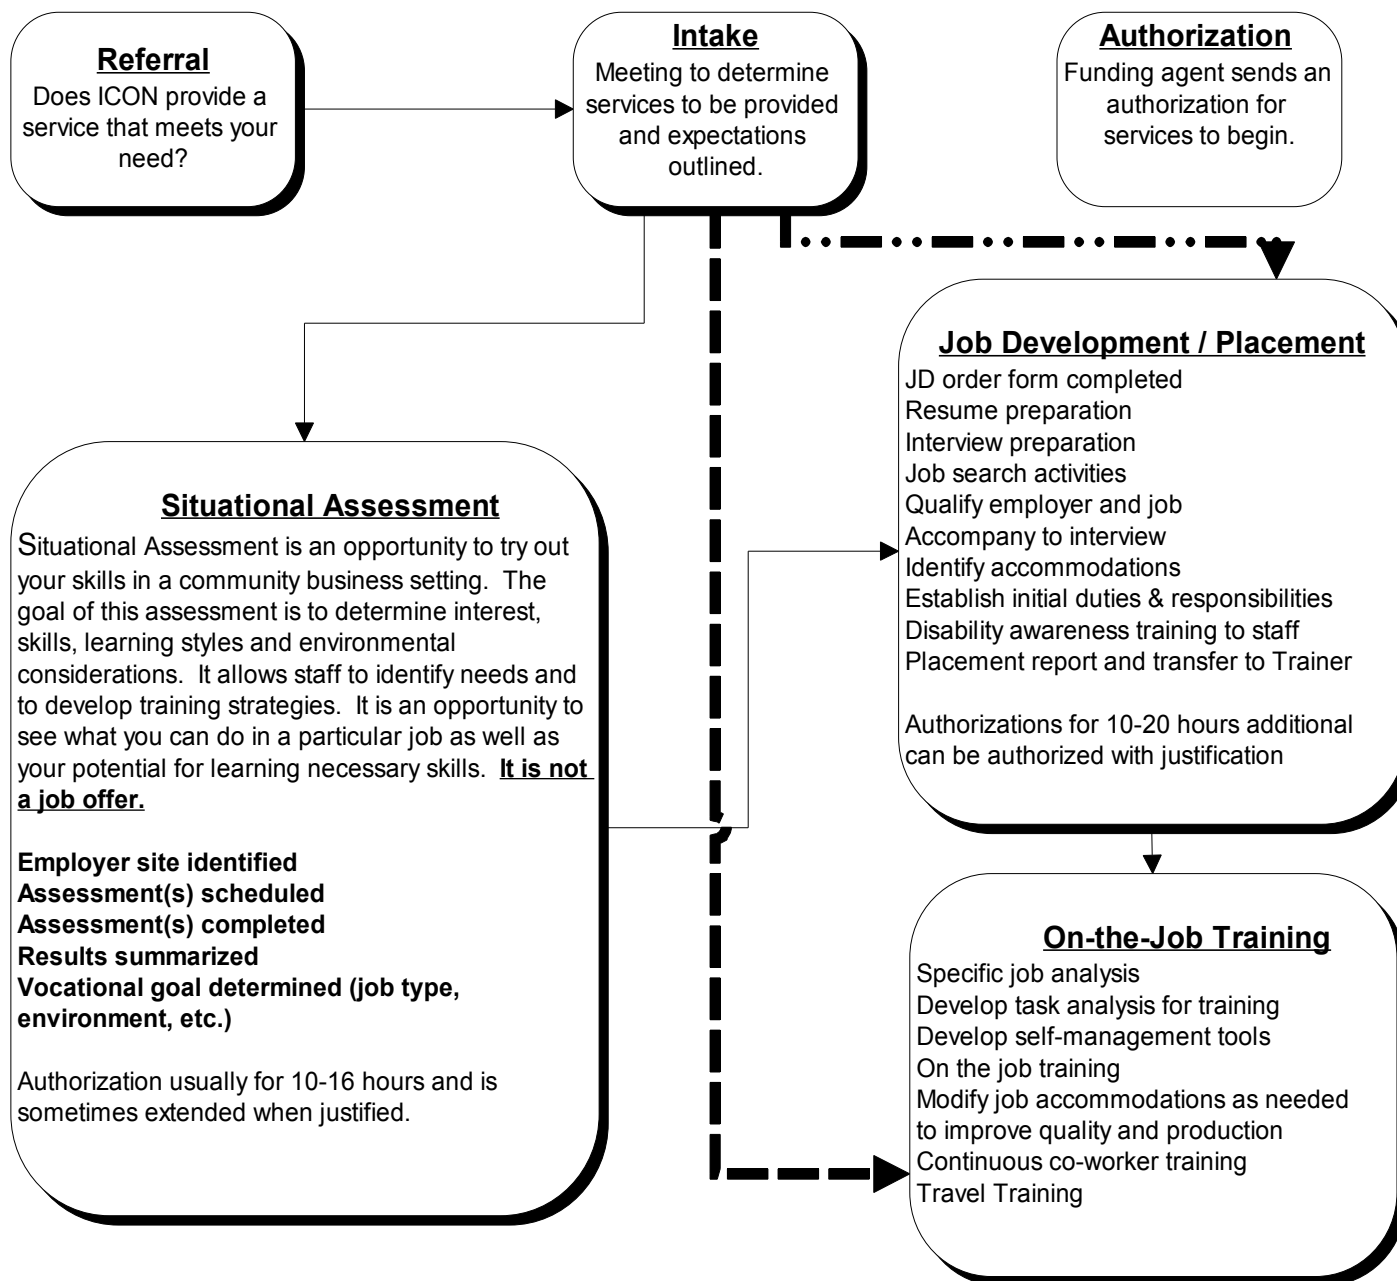 Referral
Does ICON provide a
service that meets your
need?
Intake
Meeting to determine
services to be provided
and expectations
outlined.
Authorization
Funding agent sends an
authorization for
services to begin.
Job Development / Placement
JD order form completed
Resume preparation
Interview preparation
Job search activities
Qualify employer and job
Accompany to interview
Identify accommodations
Establish initial duties & responsibilities
Disability awareness training to staff
Placement report and transfer to Trainer
Authorizations for 10-20 hours additional
can be authorized with justification
Situational Assessment
Situational Assessment is an opportunity to try out
your skills in a community business setting.  The
goal of this assessment is to determine interest,
skills, learning styles and environmental
considerations.  It allows staff to identify needs and
to develop training strategies.  It is an opportunity to
see what you can do in a particular job as well as
your potential for learning necessary skills.  It is not
a job offer.
Employer site identified
Assessment(s) scheduled
Assessment(s) completed
Results summarized
Vocational goal determined (job type,
environment, etc.)
Authorization usually for 10-16 hours and is
sometimes extended when justified.
On-the-Job Training
Specific job analysis
Develop task analysis for training
Develop self-management tools
On the job training
Modify job accommodations as needed
to improve quality and production
Continuous co-worker training
Travel Training